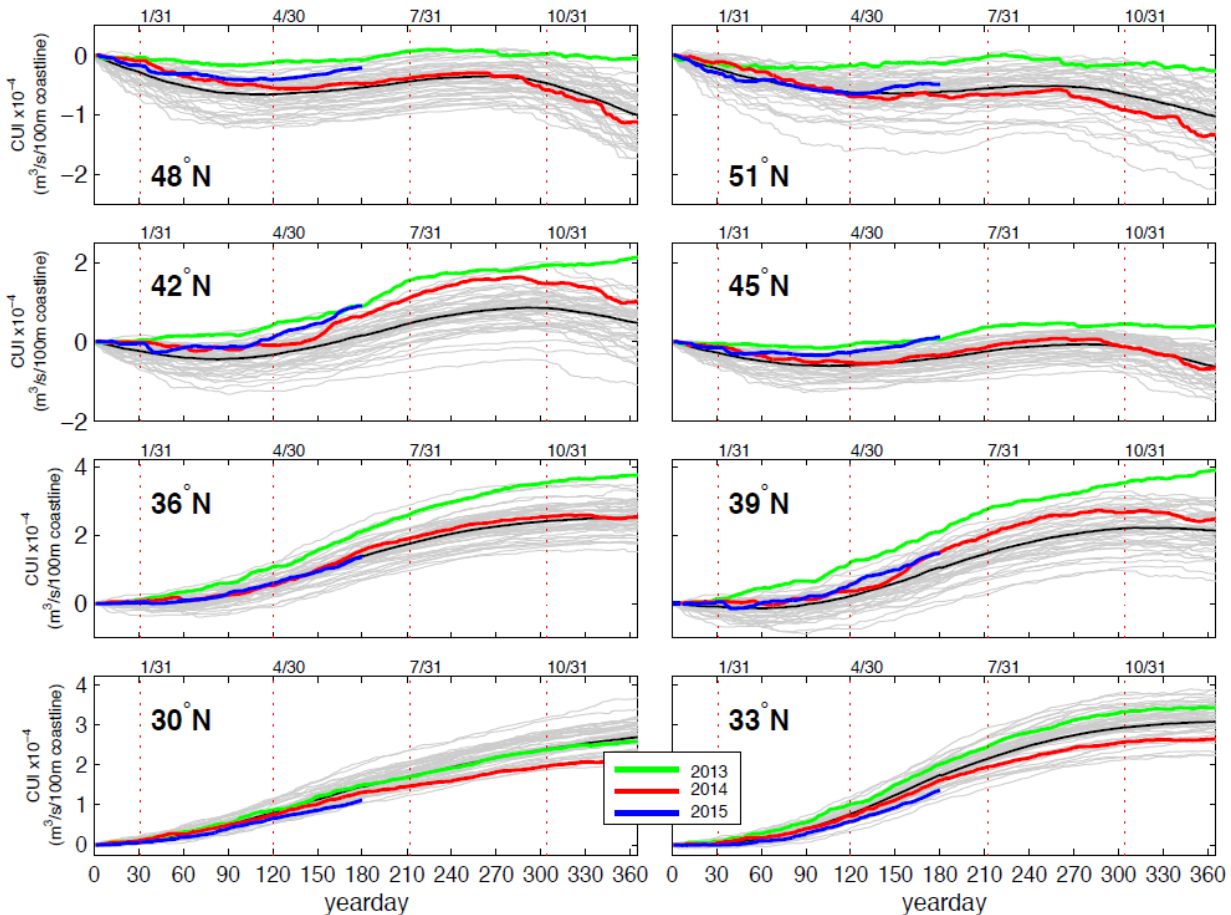 1/31 4/30 7/31 10/31 1/31 4/30 7/31 10/31
CUI x10⁻⁴
(m³/s/100m coastline)
0
−1
−2
48°N
0
−1
−2
51°N
1/31 4/30 7/31 10/31 1/31 4/30 7/31 10/31
CUI x10⁻⁴
(m³/s/100m coastline)
2
0
−2
42°N
2
0
−2
45°N
1/31 4/30 7/31 10/31 1/31 4/30 7/31 10/31
CUI x10⁻⁴
(m³/s/100m coastline)
4
2
0
36°N
4
2
0
39°N
1/31 4/30 7/31 10/31 1/31 4/30 7/31 10/31
CUI x10⁻⁴
(m³/s/100m coastline)
4
3
2
1
0
30°N
4
3
2
1
0
33°N
2013
2014
2015
0 30 60 90 120 150 180 210 240 270 300 330 360 0 30 60 90 120 150 180 210 240 270 300 330 360
yearday yearday